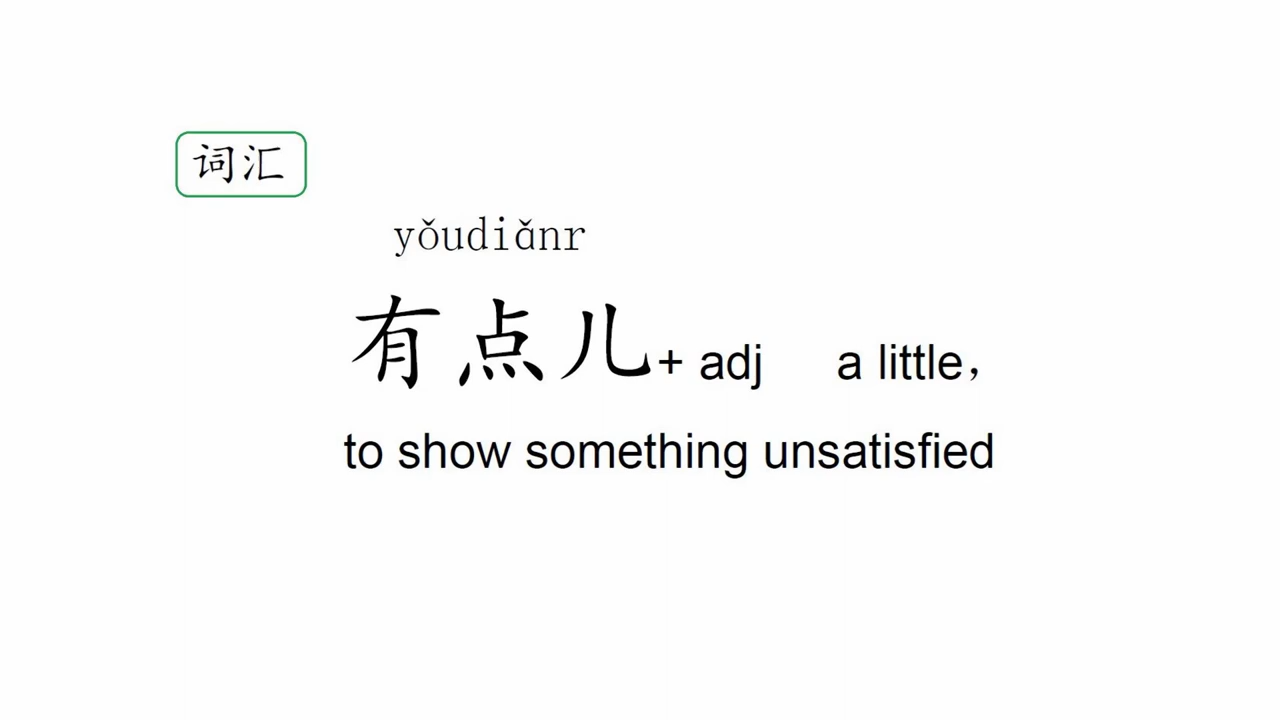 词汇
yǒudiǎnr
有点儿+ adj a little，
to show something unsatisfied